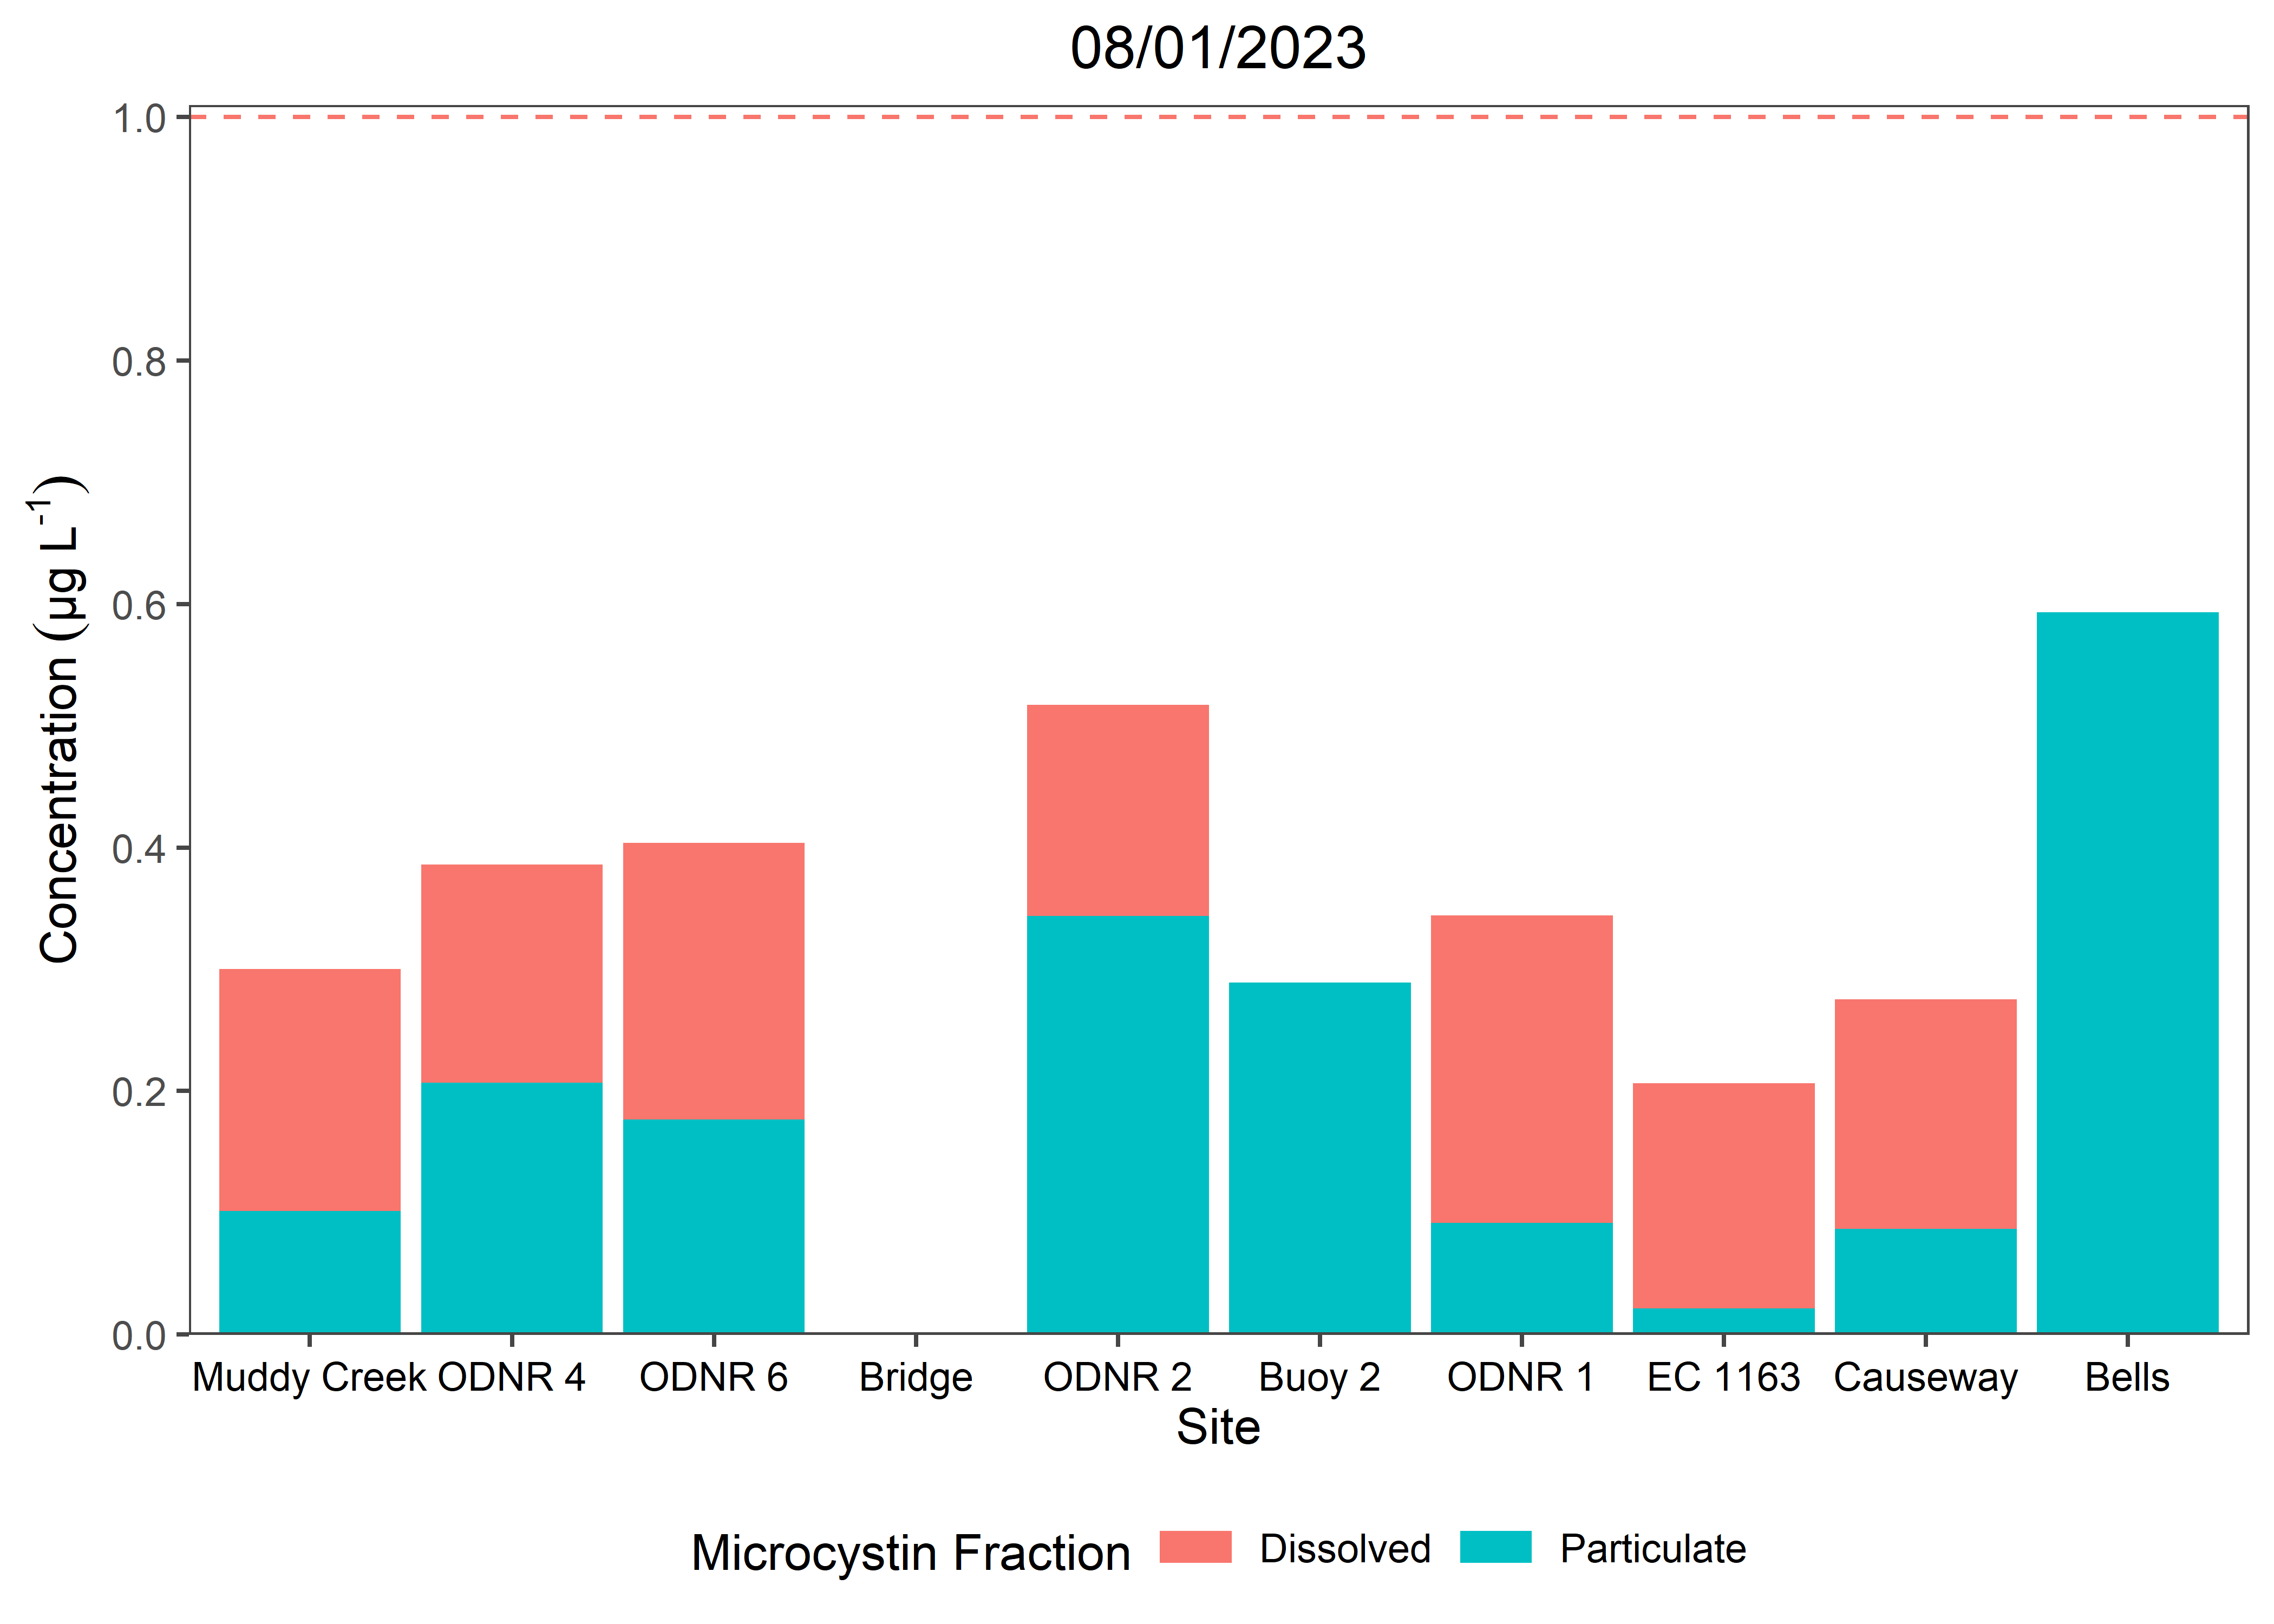 08/01/2023
1.0
0.8
0.6
0.4
0.2
0.0
Concentration (µg L⁻¹)
Muddy Creek ODNR 4 ODNR 6 Bridge ODNR 2 Buoy 2 ODNR 1 EC 1163 Causeway Bells
Site
Microcystin Fraction Dissolved Particulate